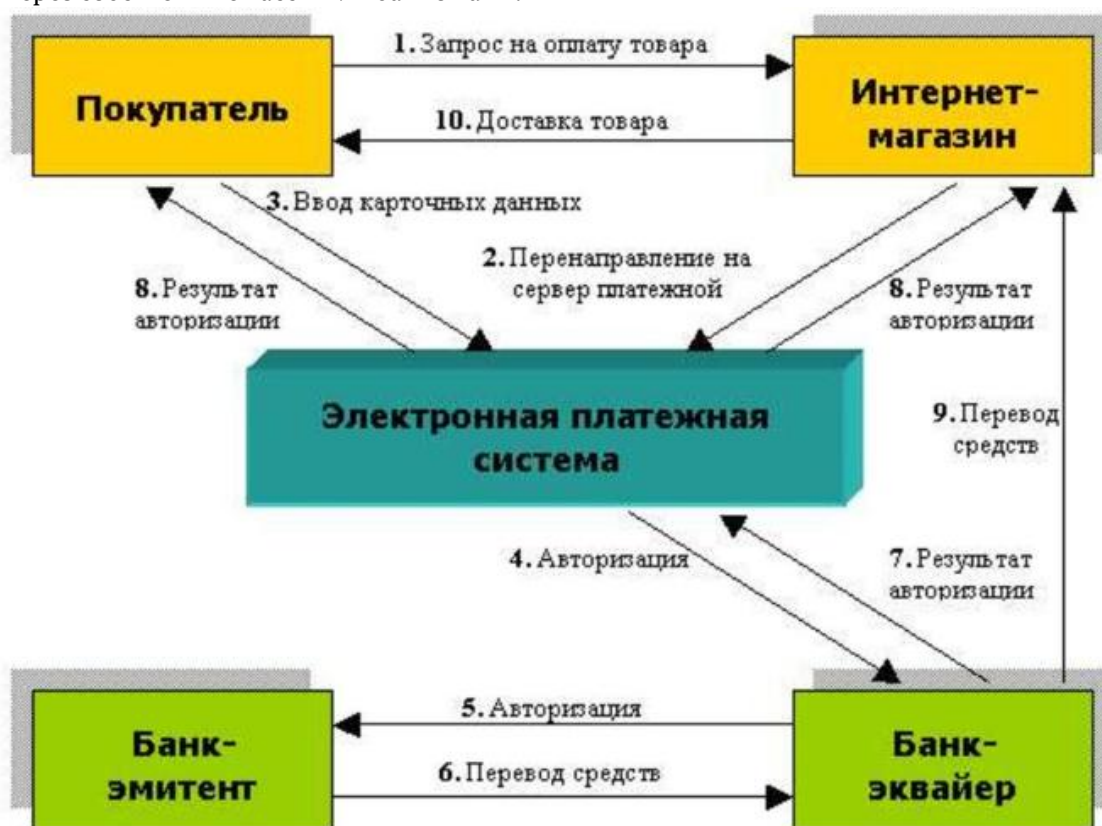 1. Запрос на оплату товара
Покупатель
Интернет-
магазин
10. Доставка товара
3. Ввод карточных данных
2. Перенаправление на
сервер платежной
8. Результат
авторизации
8. Результат
авторизации
Электронная платежная
система
9. Перевод
средств
4. Авторизация
7. Результат
авторизации
5. Авторизация
Банк-
эмитент
6. Перевод средств
Банк-
эквайер